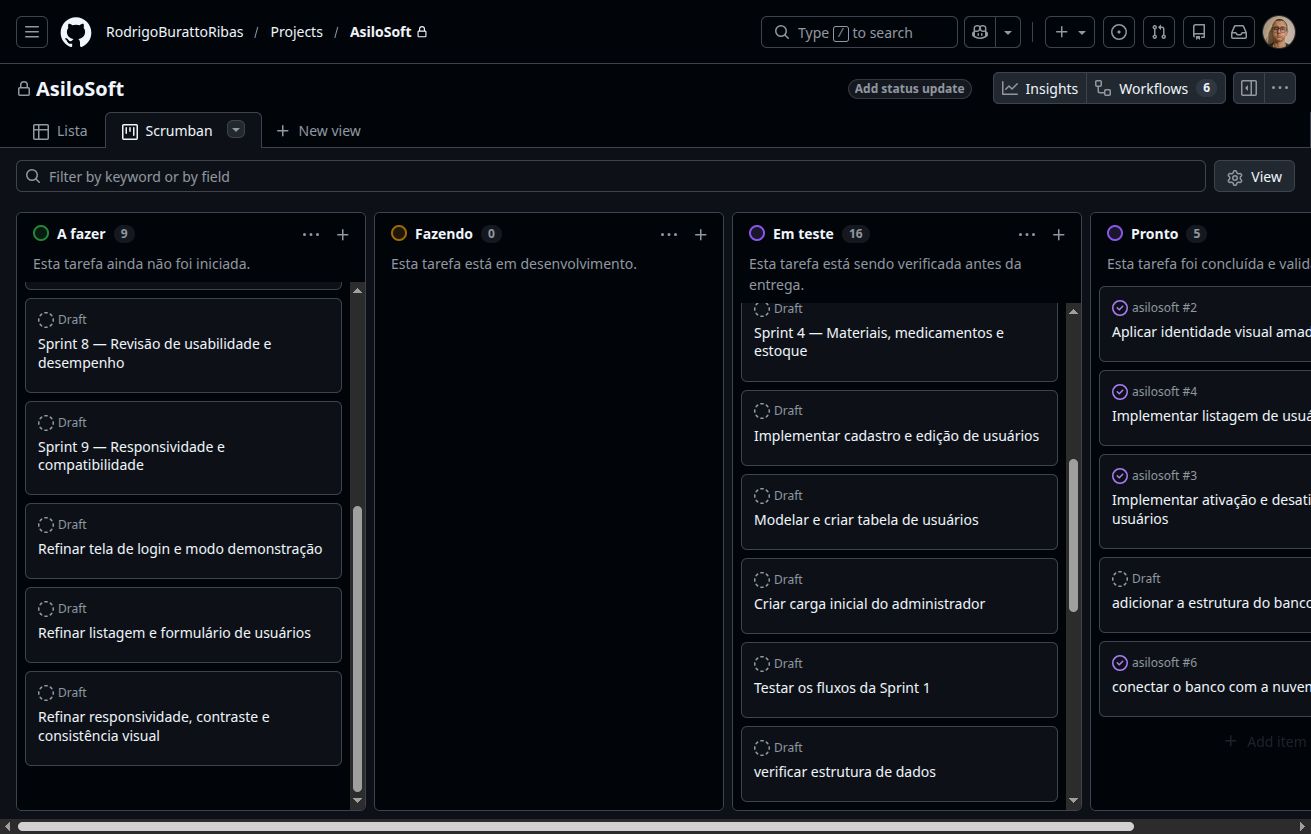 RodrigoBurattoRibas / Projects / AsiloSoft
Type / to search
AsiloSoft
Add status update
Insights
Workflows 6
Lista
Scrumban
New view
Filter by keyword or by field
View
A fazer 9
Esta tarefa ainda não foi iniciada.
Draft
Sprint 8 — Revisão de usabilidade e
desempenho
Draft
Sprint 9 — Responsividade e
compatibilidade
Draft
Refinar tela de login e modo demonstração
Draft
Refinar listagem e formulário de usuários
Draft
Refinar responsividade, contraste e
consistência visual
Fazendo 0
Esta tarefa está em desenvolvimento.
Em teste 16
Esta tarefa está sendo verificada antes da
entrega.
Draft
Sprint 4 — Materiais, medicamentos e
estoque
Draft
Implementar cadastro e edição de usuários
Draft
Modelar e criar tabela de usuários
Draft
Criar carga inicial do administrador
Draft
Testar os fluxos da Sprint 1
Draft
verificar estrutura de dados
Pronto 5
Esta tarefa foi concluída e valid
asilosoft #2
Aplicar identidade visual amad
asilosoft #4
Implementar listagem de usuá
asilosoft #3
Implementar ativação e desati
usuários
Draft
adicionar a estrutura do banco
asilosoft #6
conectar o banco com a nuven
Add item